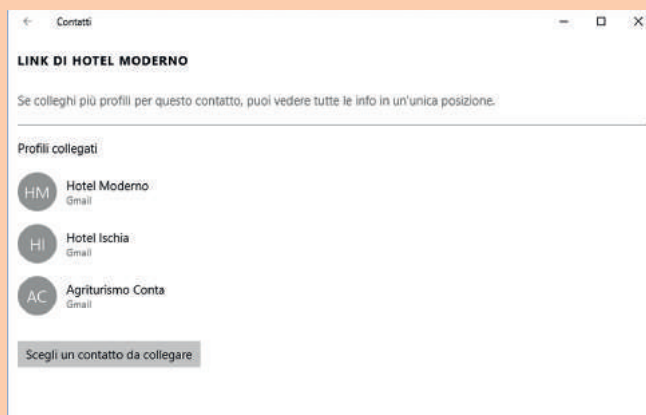 Contatti
LINK DI HOTEL MODERNO
Se colleghi più profili per questo contatto, puoi vedere tutte le info in un'unica posizione.
Profili collegati
HM
Hotel Moderno
Gmail
HI
Hotel Ischia
Gmail
AC
Agriturismo Conta
Gmail
Scegli un contatto da collegare